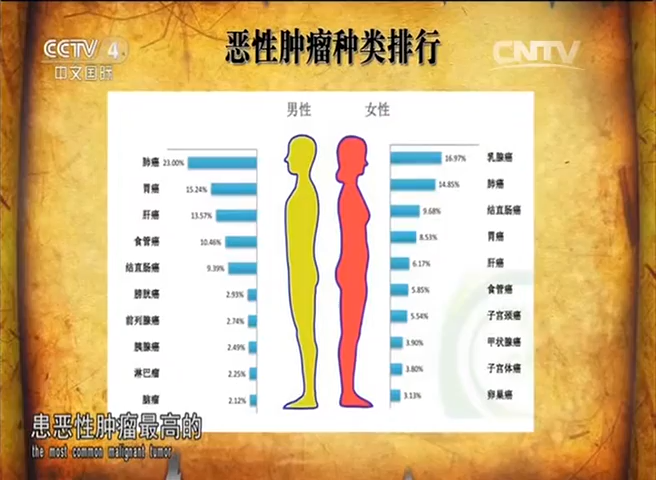 CCTV 4
中文国际
恶性肿瘤种类排行
CNTV
男性 女性
肺癌 23.00%
胃癌 15.24%
肝癌 13.57%
食管癌 10.46%
结直肠癌 9.39%
膀胱癌 2.93%
前列腺癌 2.74%
胰腺癌 2.49%
淋巴瘤 2.25%
脑瘤 2.12%
16.97% 乳腺癌
14.85% 肺癌
9.68% 结直肠癌
8.53% 胃癌
6.17% 肝癌
5.85% 食管癌
5.54% 子宫颈癌
3.90% 甲状腺癌
3.80% 子宫体癌
3.13% 卵巢癌
患恶性肿瘤最高的
the most common malignant tumor